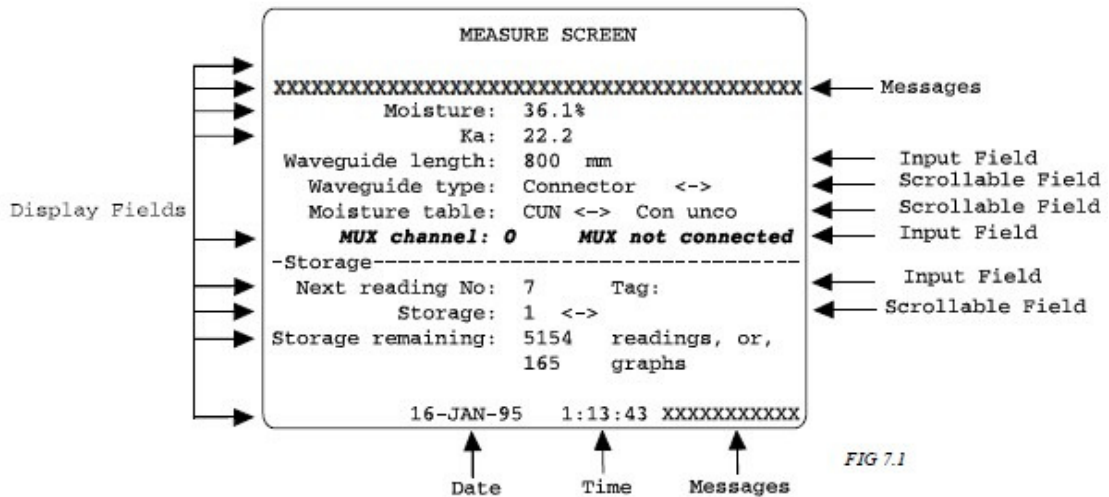 MEASURE SCREEN
XXXXXXXXXXXXXXXXXXXXXXXXXXXXXXXXXXXXXXXXXXX Messages
Moisture: 36.1%
Ka: 22.2
Waveguide length: 800 mm Input Field
Waveguide type: Connector <-> Scrollable Field
Display Fields Moisture table: CUN <-> Con unco Scrollable Field
MUX channel: 0 MUX not connected Input Field
-Storage----------------------------------
Next reading No: 7 Tag: Input Field
Storage: 1 <-> Scrollable Field
Storage remaining: 5154 readings, or,
165 graphs
16-JAN-95 1:13:43 XXXXXXXXXXX
FIG 7.1
Date Time Messages